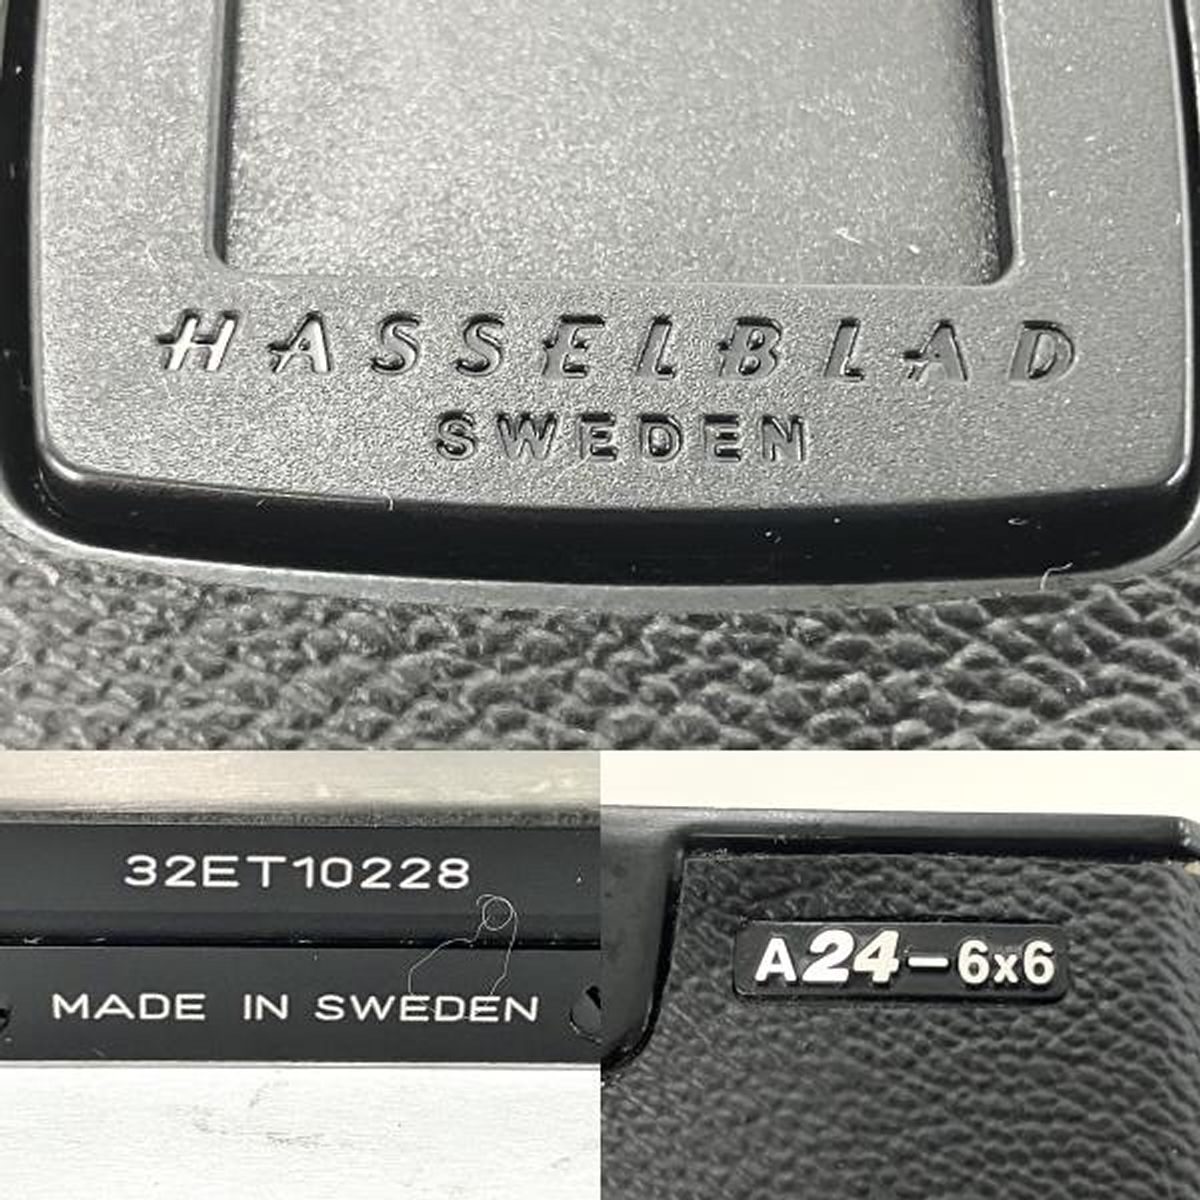 HASSELBLAD
SWEDEN
32ET10228
MADE IN SWEDEN
A24-6x6